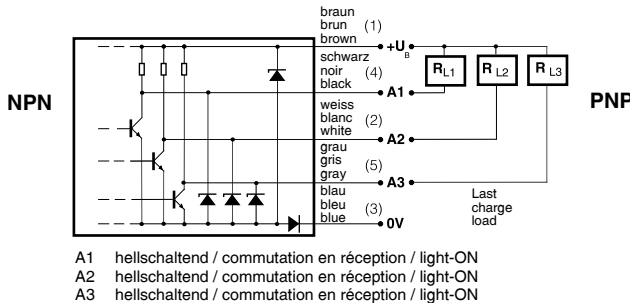 NPN
braun
brun
brown
(1)
+U B
schwarz
noir
black
(4)
A1
weiss
blanc
white
(2)
A2
grau
gris
gray
(5)
A3
blau
bleu
blue
(3)
0V
R L1
R L2
R L3
Last
charge
load
PNP
A1 hellschaltend / commutation en réception / light-ON
A2 hellschaltend / commutation en réception / light-ON
A3 hellschaltend / commutation en réception / light-ON